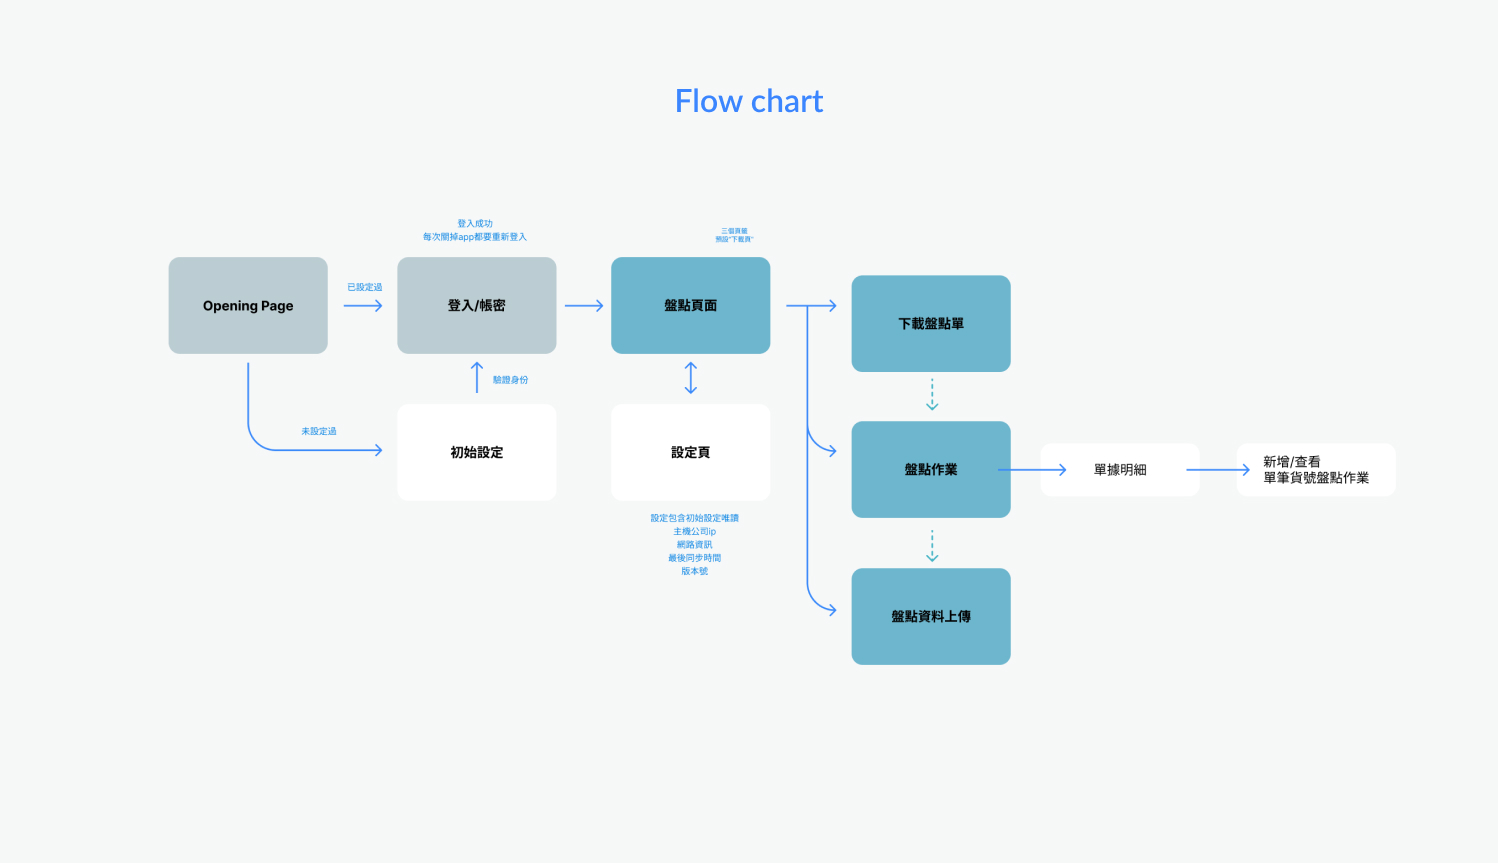 Flow chart
登入成功
每次關掉app都要重新登入
三個頁籤
預設"下載頁"
Opening Page
已設定過
登入/帳密
盤點頁面
下載盤點單
驗證身份
未設定過
初始設定
設定頁
盤點作業
單據明細
新增/查看
單筆貨號盤點作業
設定包含初始設定唯讀
主機公司ip
網路資訊
最後同步時間
版本號
盤點資料上傳